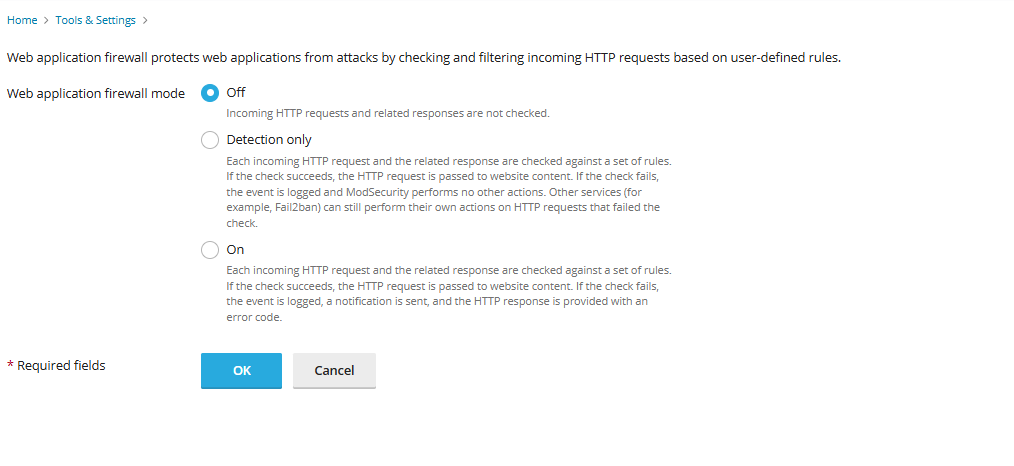 Home > Tools & Settings >
Web application firewall protects web applications from attacks by checking and filtering incoming HTTP requests based on user-defined rules.
Web application firewall mode
Off
Incoming HTTP requests and related responses are not checked.
Detection only
Each incoming HTTP request and the related response are checked against a set of rules.
If the check succeeds, the HTTP request is passed to website content. If the check fails,
the event is logged and ModSecurity performs no other actions. Other services (for
example, Fail2ban) can still perform their own actions on HTTP requests that failed the
check.
On
Each incoming HTTP request and the related response are checked against a set of rules.
If the check succeeds, the HTTP request is passed to website content. If the check fails,
the event is logged, a notification is sent, and the HTTP response is provided with an
error code.
* Required fields
OK
Cancel